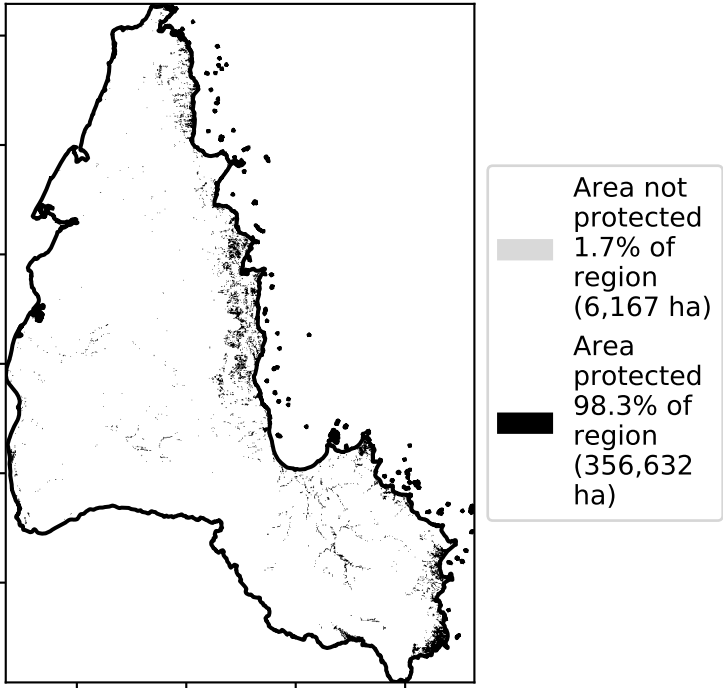 Area not
protected
1.7% of
region
(6,167 ha)
Area
protected
98.3% of
region
(356,632
ha)